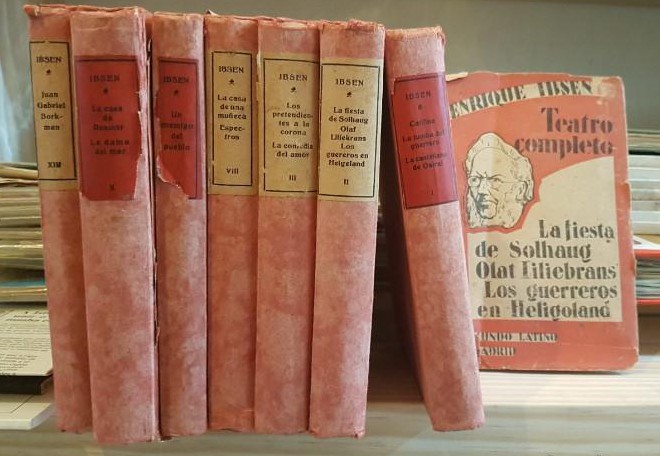 IBSEN
Juan
Gabriel
Bork-
man
XIV
IBSEN
La casa
de
Rosmer
La dama
del mar
X
IBSEN
Un
enemigo
del
pueblo
IBSEN
La casa
de una
muñeca
Espec-
tros
VIII
IBSEN
Los
pretendien-
tes a la
corona
La comedia
del amor
III
IBSEN
La fiesta
de Solhaug
Olaf
Liliekrans
Los
guerreros en
Helgeland
II
IBSEN
Catilina
La tumba del
guerrero
La castellana
de Ostrat
I
ENRIQUE IBSEN
Teatro
completo
La fiesta
de Solhaug
Olaf Liliebrans
Los guerreros
en Heligoland
MUNDO LATINO
MADRID